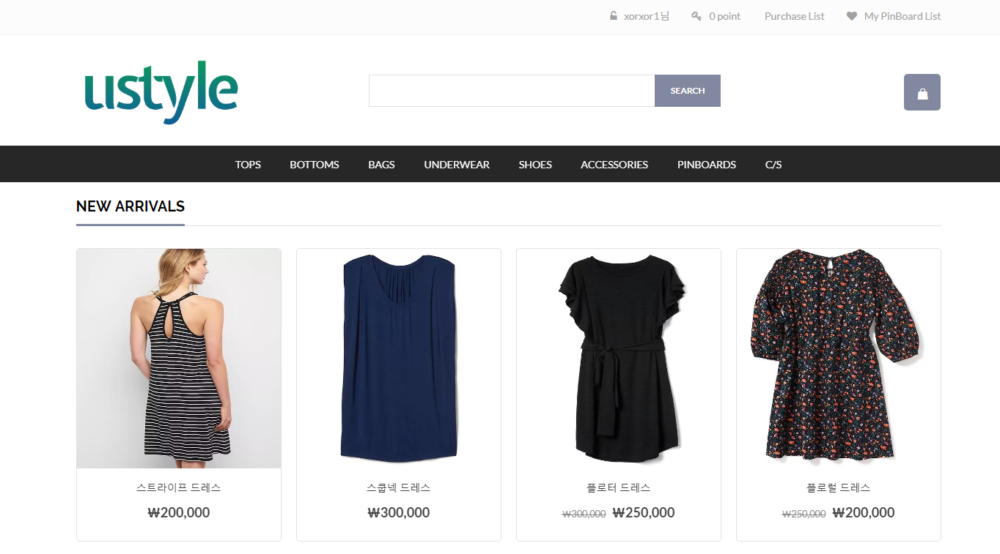 xorxor1님 0 point Purchase List My PinBoard List
ustyle
SEARCH
TOPS BOTTOMS BAGS UNDERWEAR SHOES ACCESSORIES PINBOARDS C/S
NEW ARRIVALS
스트라이프 드레스
₩200,000
스쿱넥 드레스
₩300,000
플로터 드레스
₩300,000 ₩250,000
플로럴 드레스
₩250,000 ₩200,000